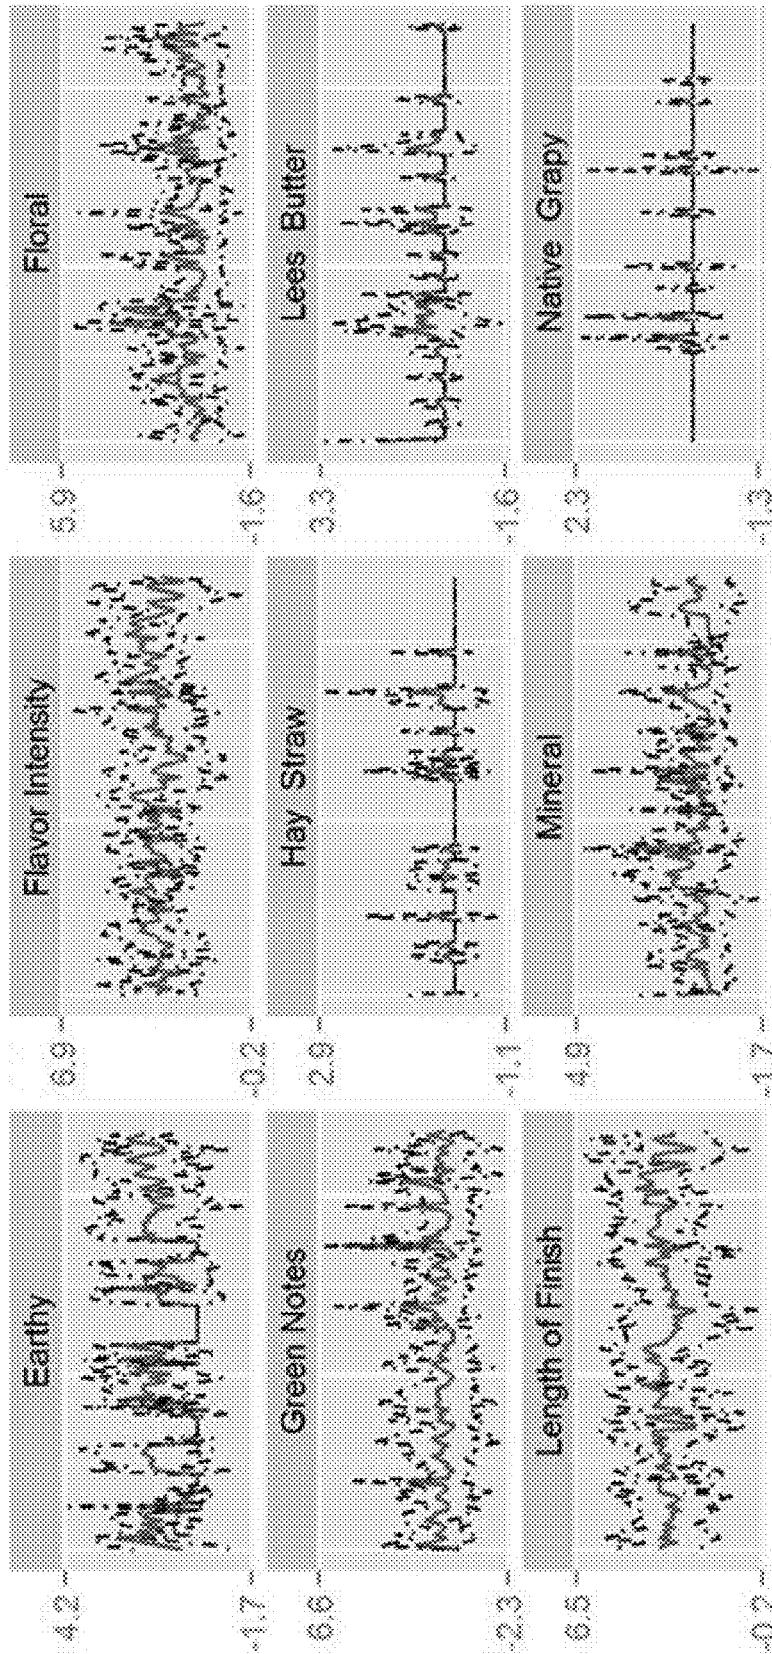 Earthy
4.2
-1.7
Flavor Intensity
6.9
-0.2
Floral
5.9
-1.6
Green Notes
6.6
-2.3
Hay Straw
2.9
-1.1
Lees Butter
3.3
-1.6
Length of Finish
6.5
-0.2
Mineral
4.9
-1.7
Native Grapy
2.3
-1.3